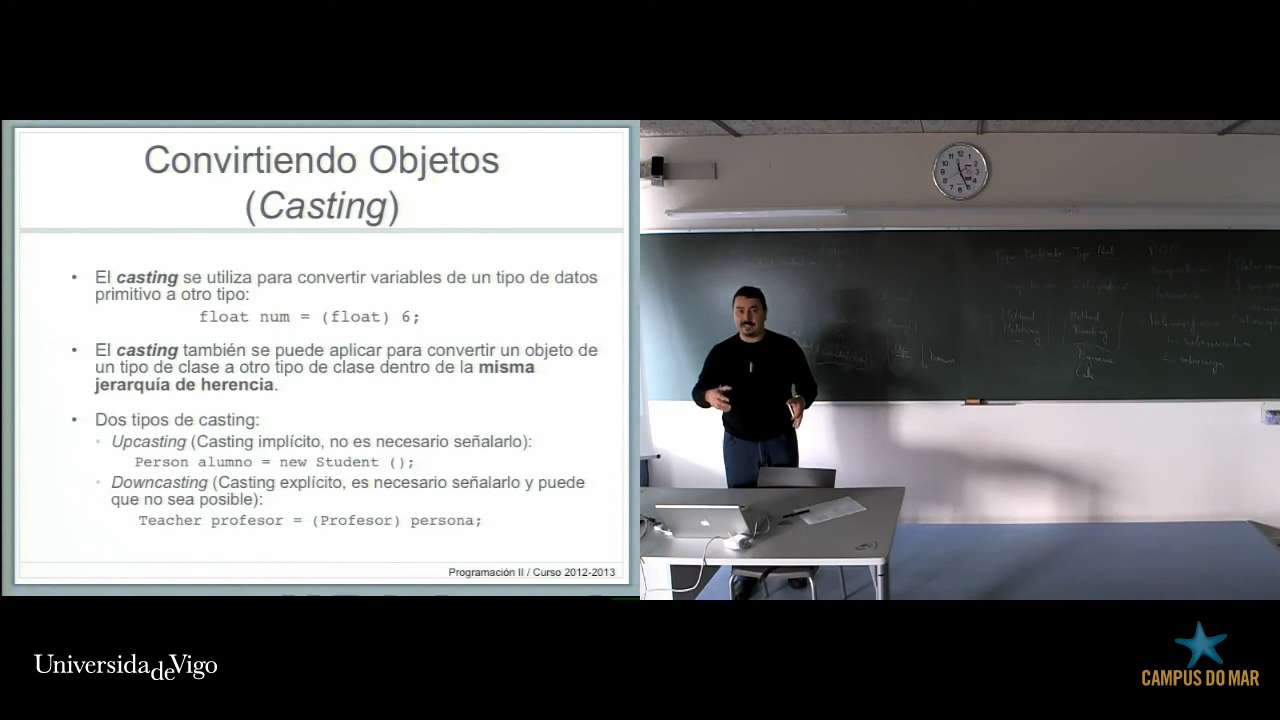 Convirtiendo Objetos
(Casting)
• El casting se utiliza para convertir variables de un tipo de datos
primitivo a otro tipo:
float num = (float) 6;
• El casting también se puede aplicar para convertir un objeto de
un tipo de clase a otro tipo de clase dentro de la misma
jerarquía de herencia.
• Dos tipos de casting:
• Upcasting (Casting implícito, no es necesario señalarlo):
Person alumno = new Student ();
• Downcasting (Casting explícito, es necesario señalarlo y puede
que no sea posible):
Teacher profesor = (Profesor) persona;
Programación II / Curso 2012-2013
Method
Matching
Method
UniversidadeVigo
CAMPUS DO MAR